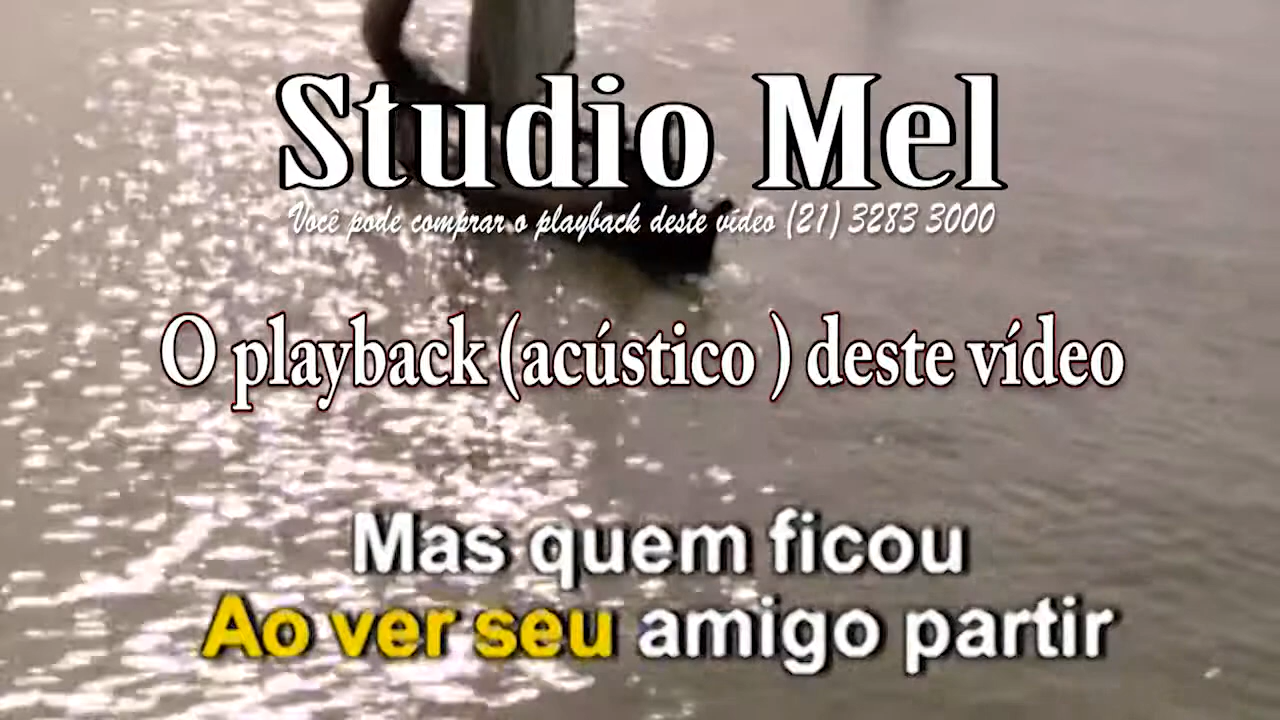 Studio Mel
Você pode comprar o playback deste vídeo (21) 3283 3000
O playback (acústico ) deste vídeo
Mas quem ficou
Ao ver seu amigo partir